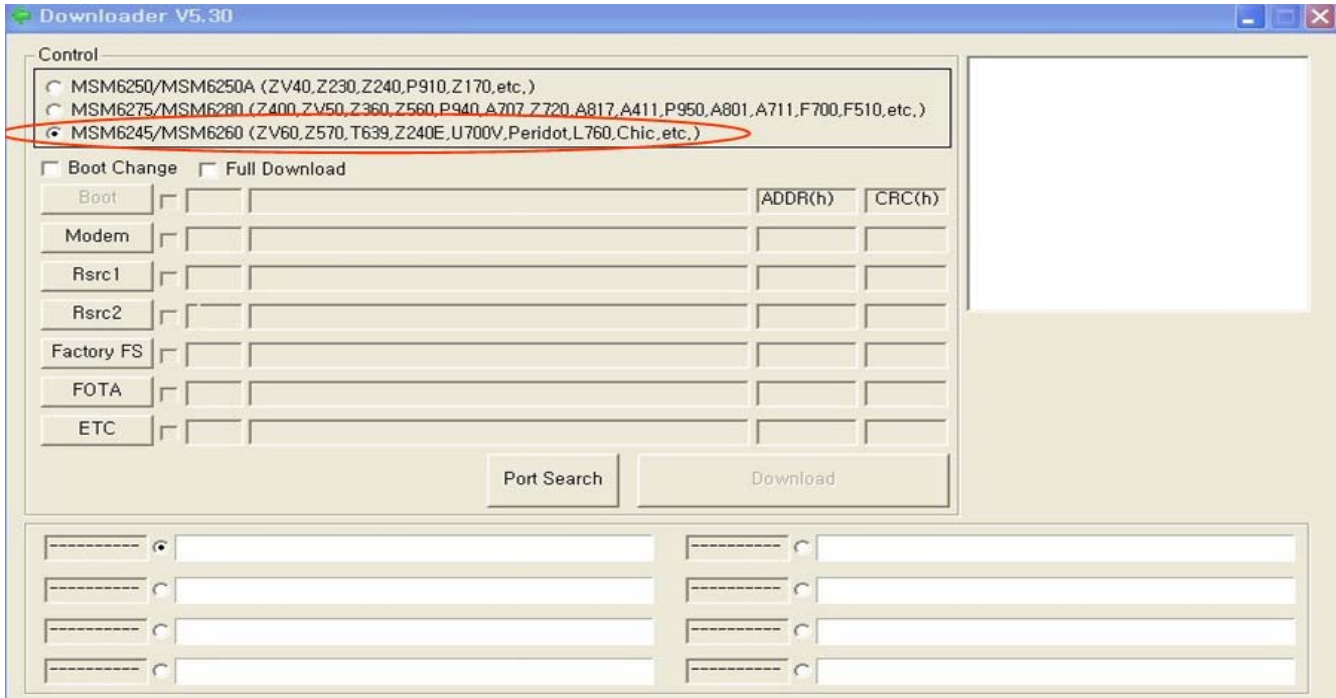 Downloader V5.30
Control
MSM6250/MSM6250A (ZV40,Z230,Z240,P910,Z170,etc,)
MSM6275/MSM6280 (Z400,ZV50,Z360,Z560,P940,A707,Z720,A817,A411,P950,A801,A711,F700,F510,etc,)
MSM6245/MSM6260 (ZV60,Z570,T639,Z240E,U700V,Peridot,L760,Chic,etc,)
Boot Change Full Download
Boot ADDR(h) CRC(h)
Modem
Rsrc1
Rsrc2
Factory FS
FOTA
ETC
Port Search Download
---------- ----------
---------- ----------
---------- ----------
---------- ----------